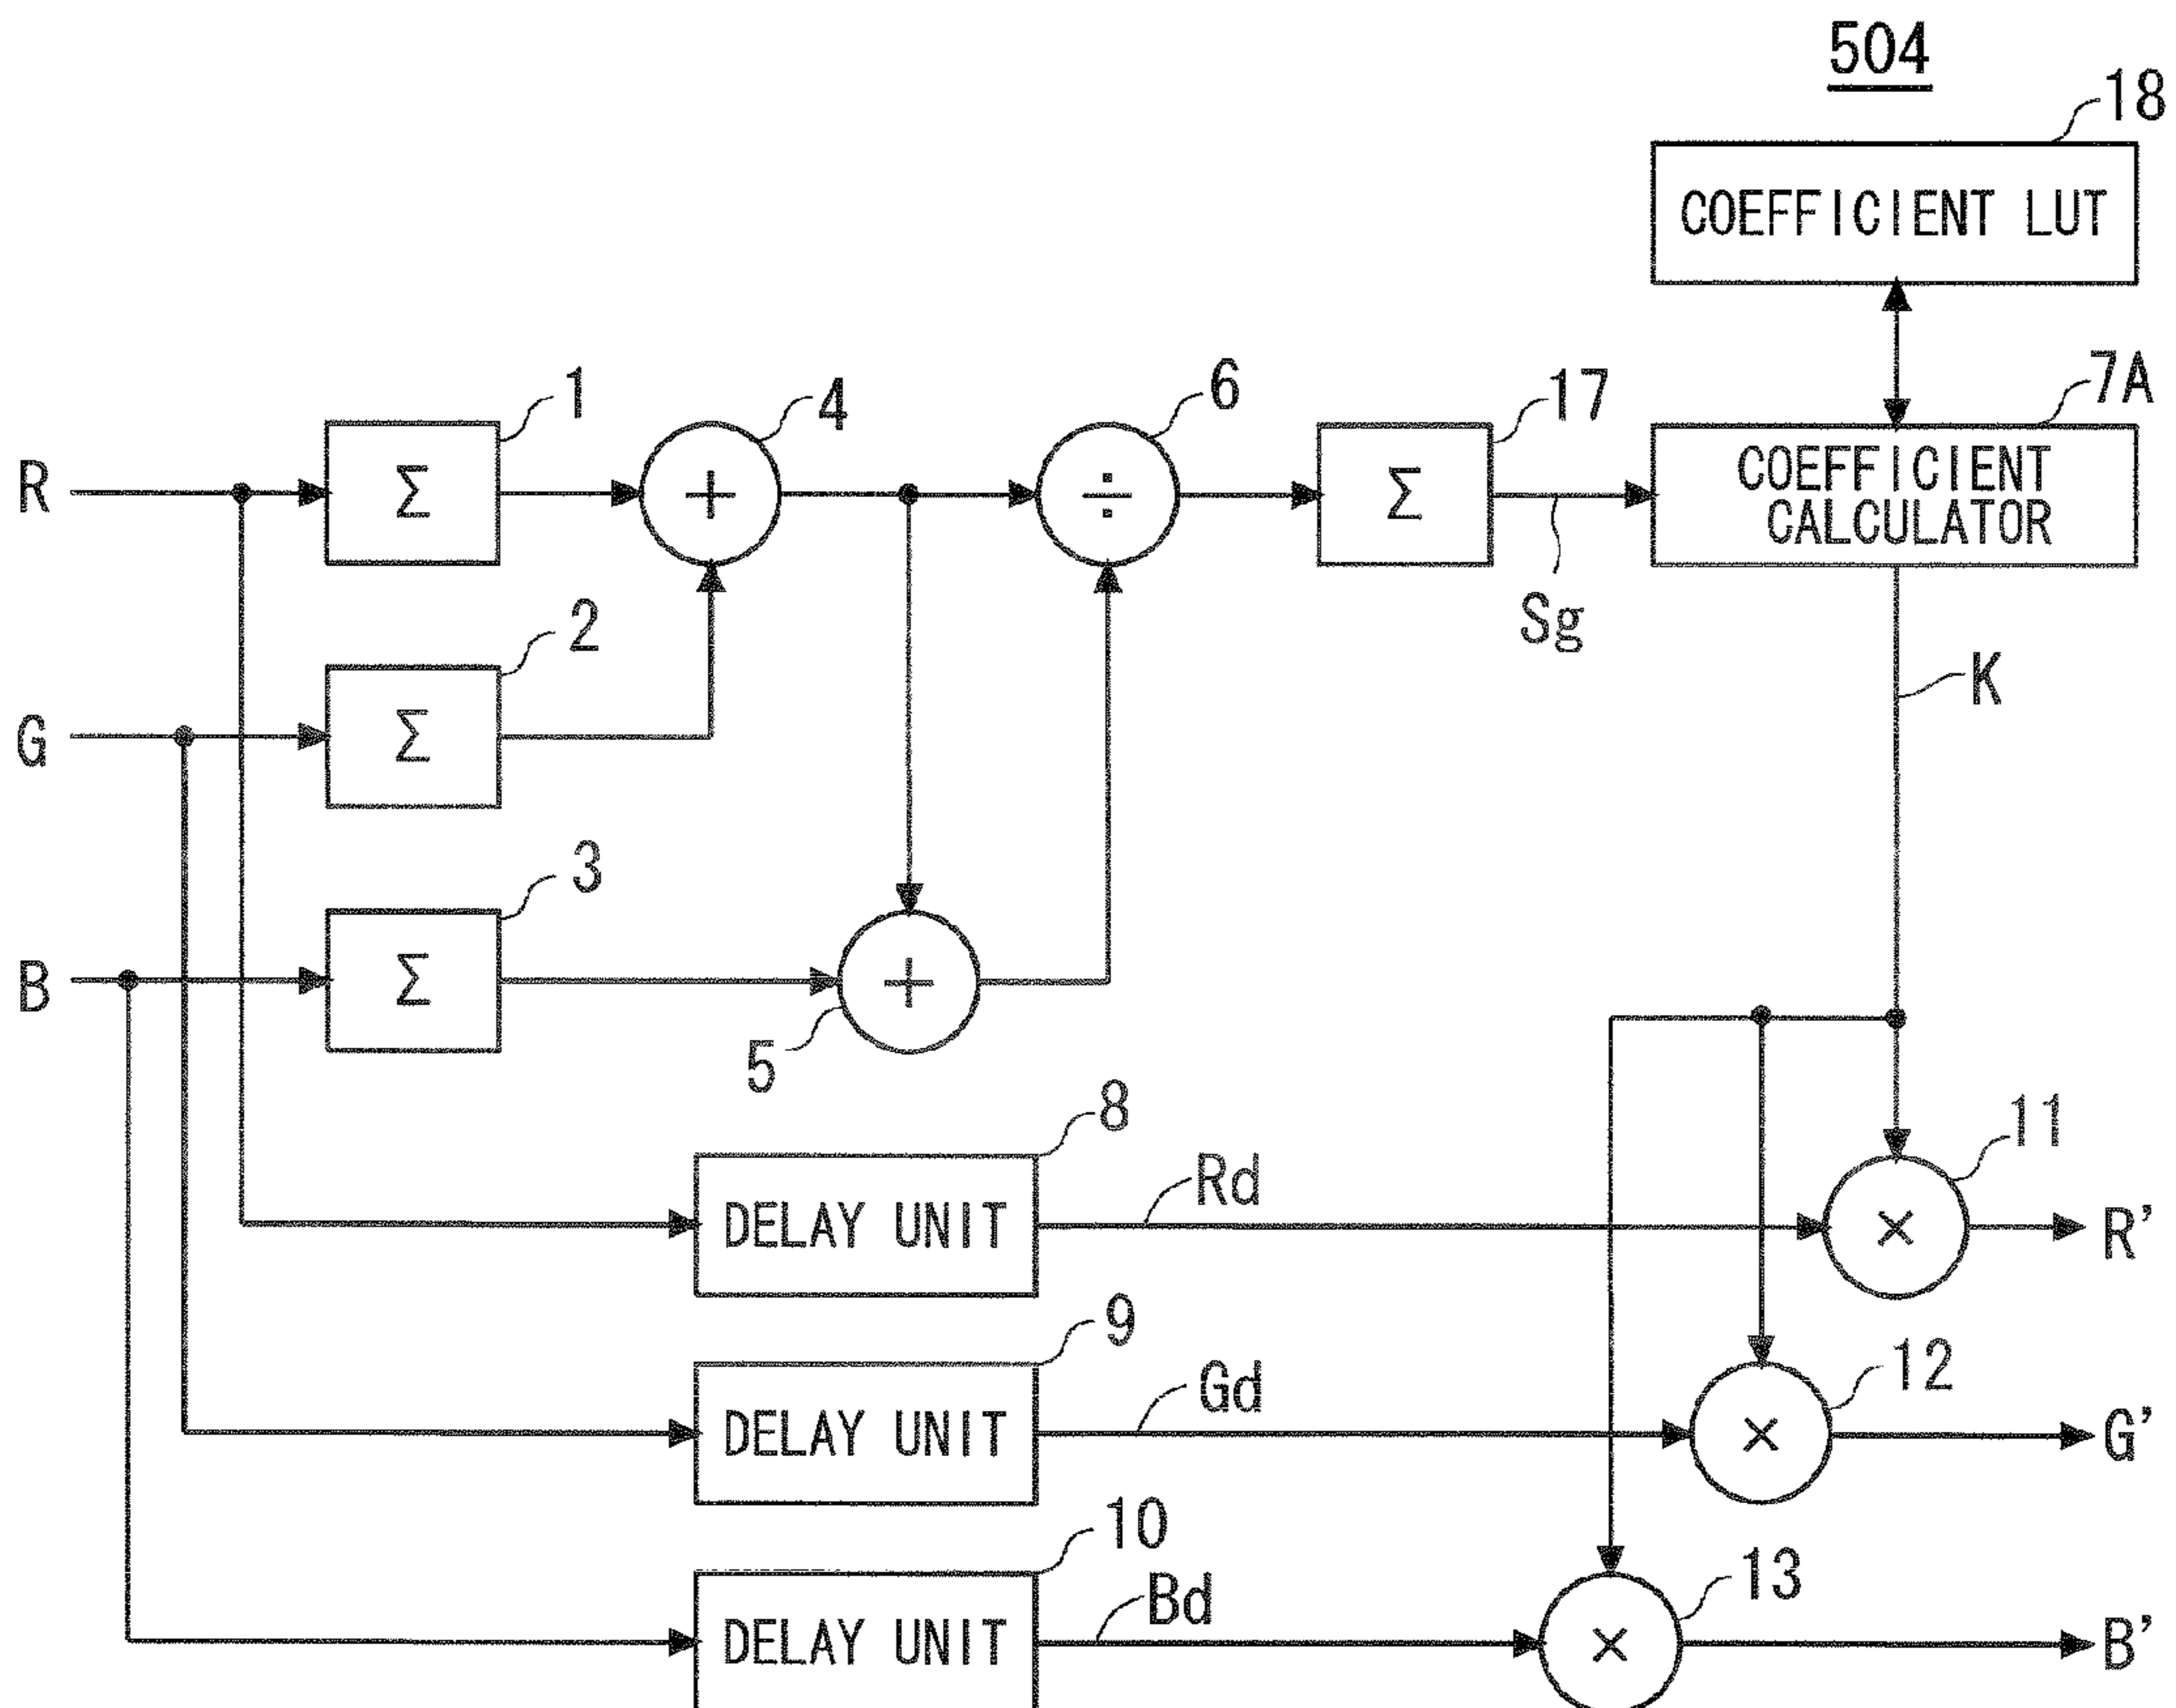 504
18
COEFFICIENT LUT
1
4
6
17
7A
R
Σ
+
÷
Σ
COEFFICIENT
CALCULATOR
Sg
2
K
G
Σ
3
B
Σ
+
5
8
11
DELAY UNIT
Rd
×
R'
9
12
DELAY UNIT
Gd
×
G'
10
13
DELAY UNIT
Bd
×
B'